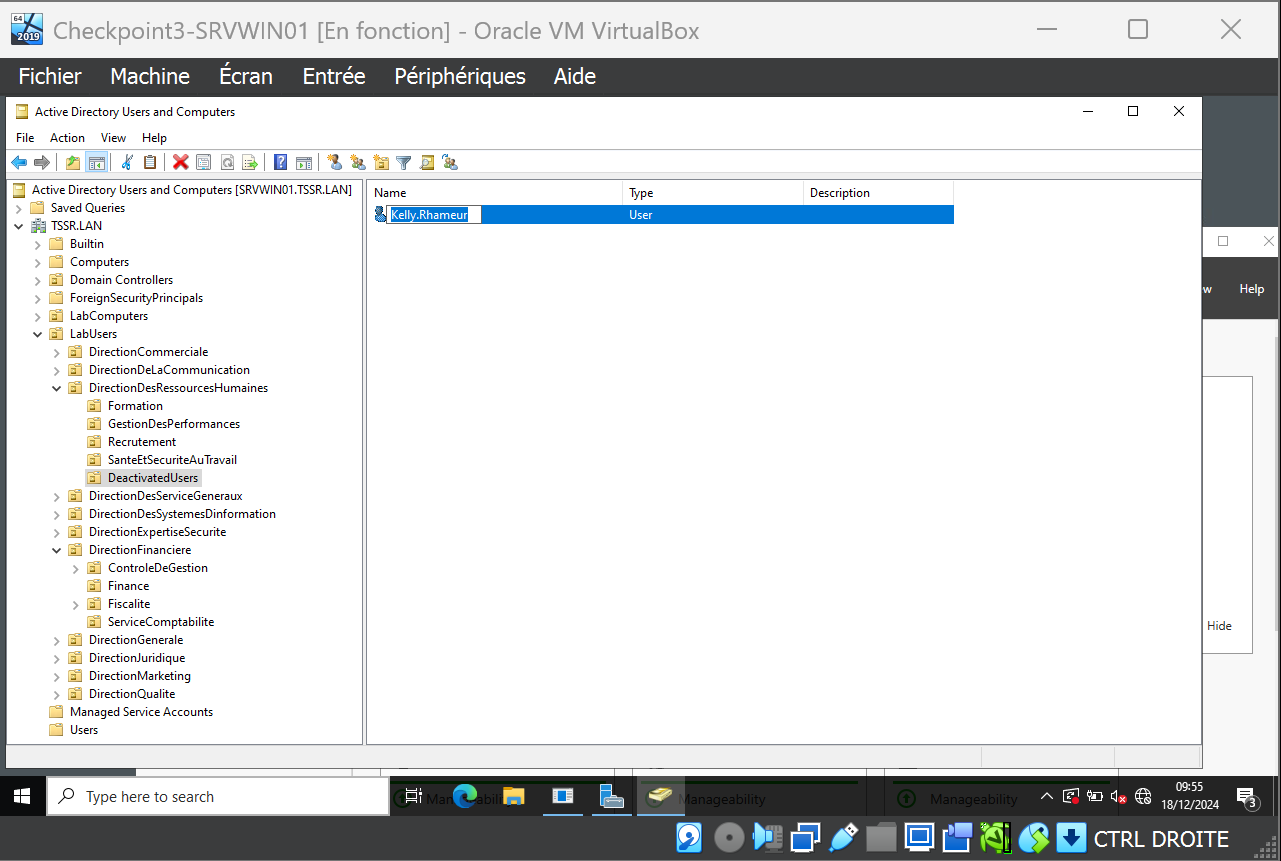 64
2019
Checkpoint3-SRVWIN01 [En fonction] - Oracle VM VirtualBox
Fichier Machine Écran Entrée Périphériques Aide
Active Directory Users and Computers
File Action View Help
Active Directory Users and Computers [SRVWIN01.TSSR.LAN]
Saved Queries
TSSR.LAN
Builtin
Computers
Domain Controllers
ForeignSecurityPrincipals
LabComputers
LabUsers
DirectionCommerciale
DirectionDeLaCommunication
DirectionDesRessourcesHumaines
Formation
GestionDesPerformances
Recrutement
SanteEtSecuriteAuTravail
DeactivatedUsers
DirectionDesServiceGeneraux
DirectionDesSystemesDinformation
DirectionExpertiseSecurite
DirectionFinanciere
ControleDeGestion
Finance
Fiscalite
ServiceComptabilite
DirectionGenerale
DirectionJuridique
DirectionMarketing
DirectionQualite
Managed Service Accounts
Users
Name Type Description
Kelly.Rhameur User
w Help
Hide
Type here to search
Manageability
Manageability
Manageability
09:55
18/12/2024
3
CTRL DROITE